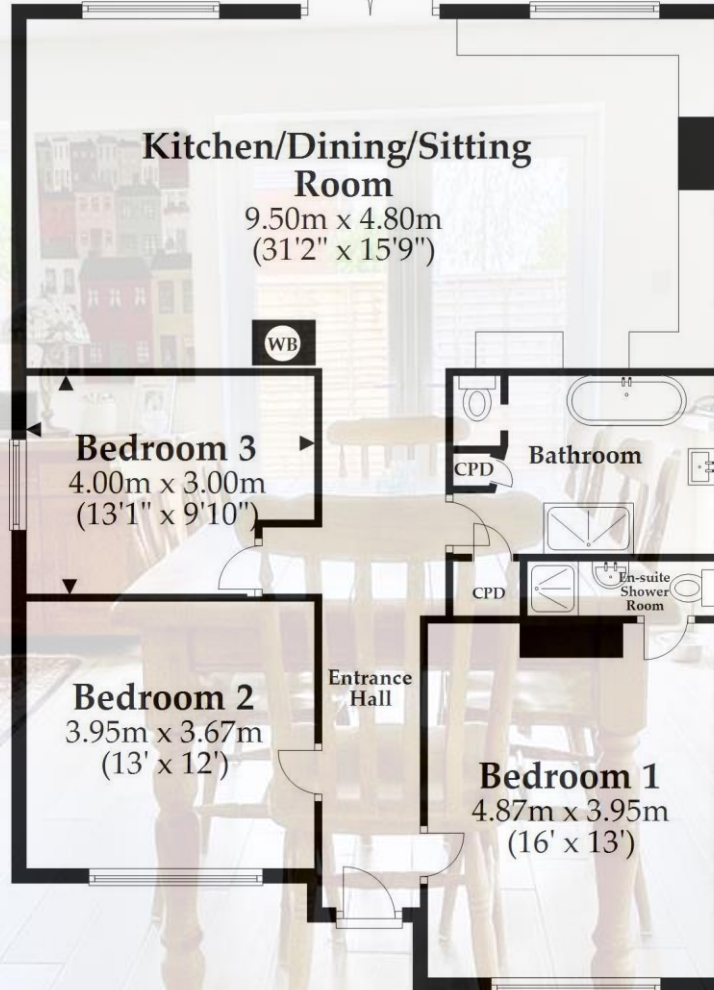 Kitchen/Dining/Sitting
Room
9.50m x 4.80m
(31'2" x 15'9")
WB
Bedroom 3
4.00m x 3.00m
(13'1" x 9'10")
CPD
Bathroom
CPD
En-suite
Shower
Room
Entrance
Hall
Bedroom 2
3.95m x 3.67m
(13' x 12')
Bedroom 1
4.87m x 3.95m
(16' x 13')